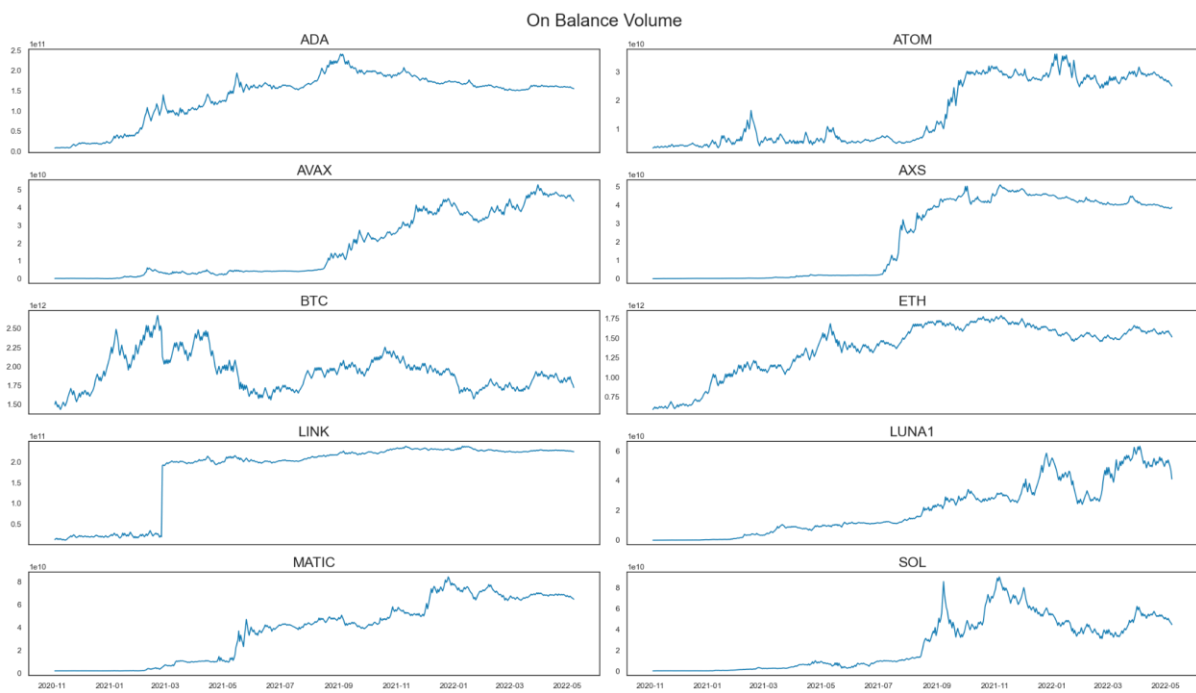 On Balance Volume
ADA
1e11
2.5
2.0
1.5
1.0
0.5
0.0
ATOM
1e10
3
2
1
AVAX
1e10
5
4
3
2
1
0
AXS
1e10
5
4
3
2
1
0
BTC
1e12
2.50
2.25
2.00
1.75
1.50
ETH
1e12
1.75
1.50
1.25
1.00
0.75
LINK
1e11
2.0
1.5
1.0
0.5
LUNA1
1e10
6
4
2
0
MATIC
1e10
8
6
4
2
0
2020-11 2021-01 2021-03 2021-05 2021-07 2021-09 2021-11 2022-01 2022-03 2022-05
SOL
1e10
8
6
4
2
0
2020-11 2021-01 2021-03 2021-05 2021-07 2021-09 2021-11 2022-01 2022-03 2022-05